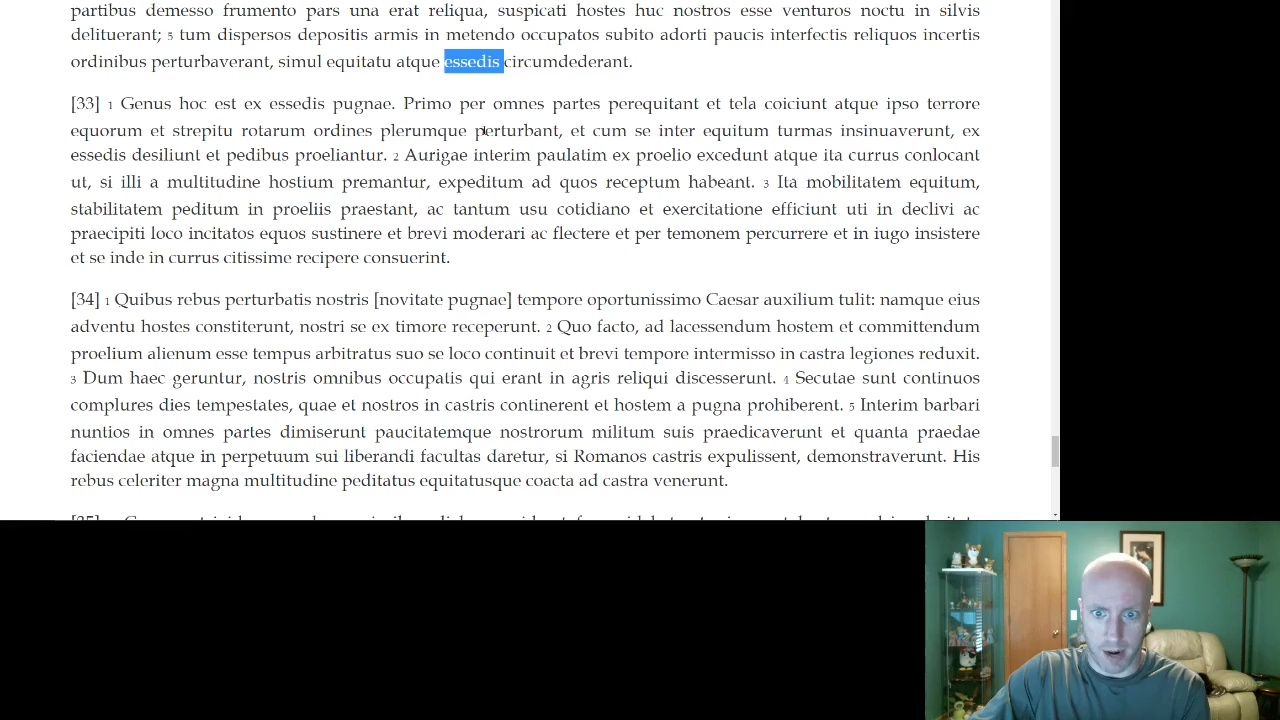 partibus demesso frumento pars una erat reliqua, suspicati hostes huc nostros esse venturos noctu in silvis
delituerant; 5 tum dispersos depositis armis in metendo occupatos subito adorti paucis interfectis reliquos incertis
ordinibus perturbaverant, simul equitatu atque essedis circumdederant.
[33] 1 Genus hoc est ex essedis pugnae. Primo per omnes partes perequitant et tela coiciunt atque ipso terrore
equorum et strepitu rotarum ordines plerumque perturbant, et cum se inter equitum turmas insinuaverunt, ex
essedis desiliunt et pedibus proeliantur. 2 Aurigae interim paulatim ex proelio excedunt atque ita currus conlocant
ut, si illi a multitudine hostium premantur, expeditum ad quos receptum habeant. 3 Ita mobilitatem equitum,
stabilitatem peditum in proeliis praestant, ac tantum usu cotidiano et exercitatione efficiunt uti in declivi ac
praecipiti loco incitatos equos sustinere et brevi moderari ac flectere et per temonem percurrere et in iugo insistere
et se inde in currus citissime recipere consuerint.
[34] 1 Quibus rebus perturbatis nostris [novitate pugnae] tempore oportunissimo Caesar auxilium tulit: namque eius
adventu hostes constiterunt, nostri se ex timore receperunt. 2 Quo facto, ad lacessendum hostem et committendum
proelium alienum esse tempus arbitratus suo se loco continuit et brevi tempore intermisso in castra legiones reduxit.
3 Dum haec geruntur, nostris omnibus occupatis qui erant in agris reliqui discesserunt. 4 Secutae sunt continuos
complures dies tempestates, quae et nostros in castris continerent et hostem a pugna prohiberent. 5 Interim barbari
nuntios in omnes partes dimiserunt paucitatemque nostrorum militum suis praedicaverunt et quanta praedae
faciendae atque in perpetuum sui liberandi facultas daretur, si Romanos castris expulissent, demonstraverunt. His
rebus celeriter magna multitudine peditatus equitatusque coacta ad castra venerunt.